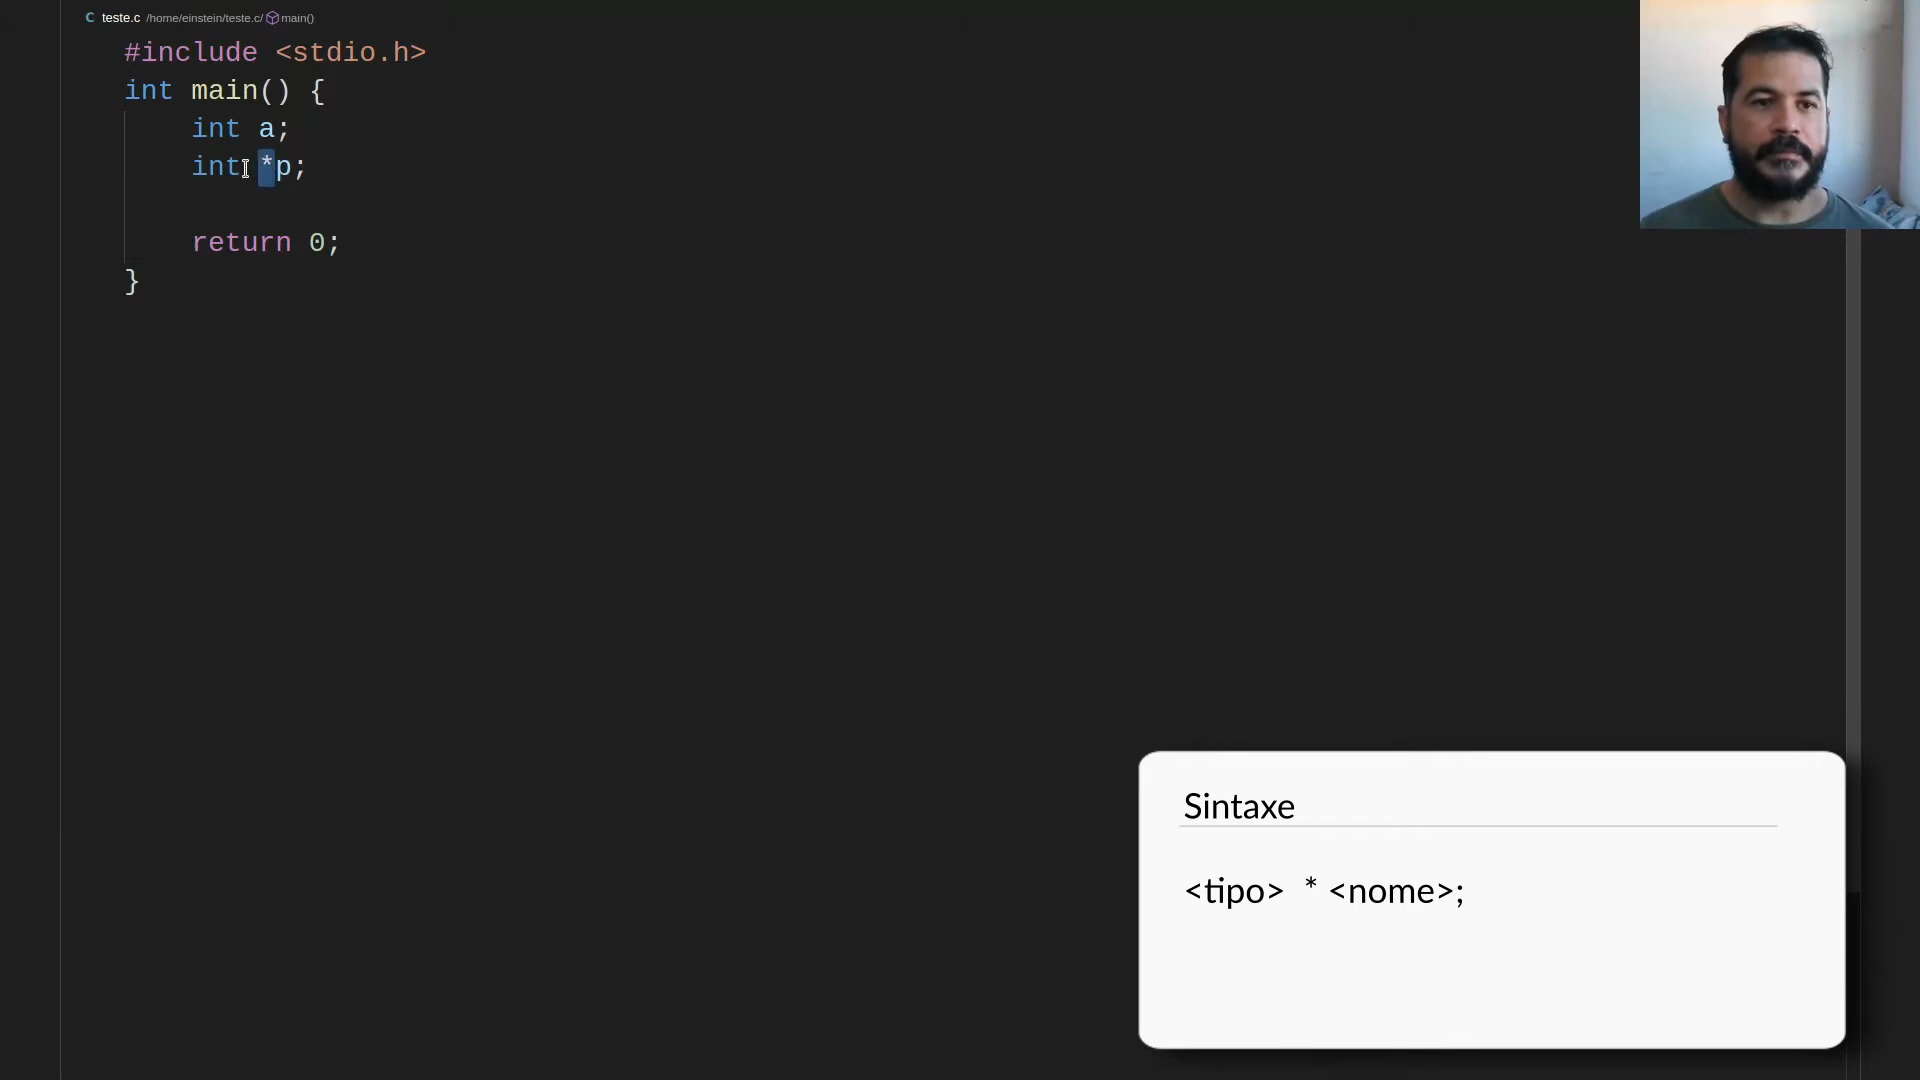 C teste.c /home/einstein/teste.c/ main()
#include <stdio.h>
int main() {
int a;
int *p;
return 0;
}
Sintaxe
<tipo> * <nome>;